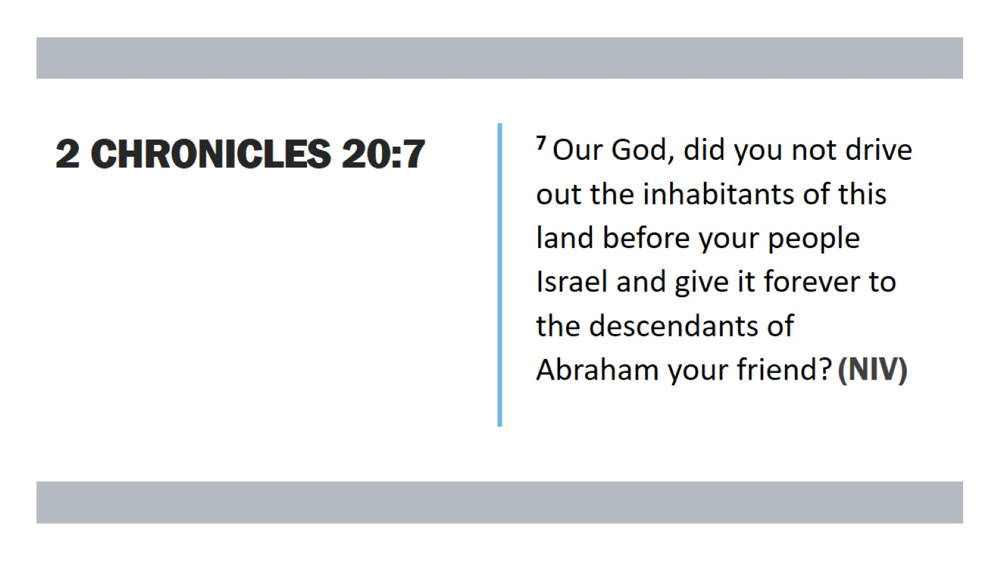 2 CHRONICLES 20:7
7 Our God, did you not drive
out the inhabitants of this
land before your people
Israel and give it forever to
the descendants of
Abraham your friend? (NIV)